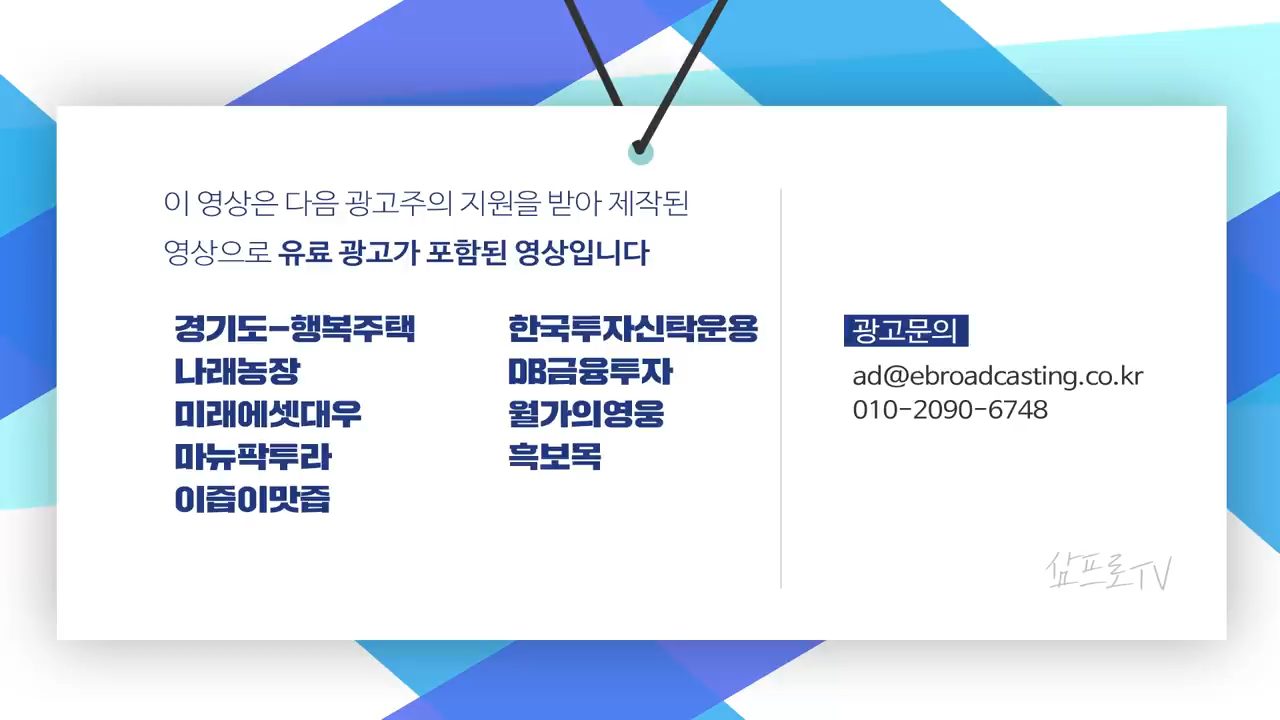 이 영상은 다음 광고주의 지원을 받아 제작된
영상으로 유료 광고가 포함된 영상입니다
경기도-행복주택
나래농장
미래에셋대우
마뉴팍투라
이즙이맛즙
한국투자신탁운용
DB금융투자
월가의영웅
흑보목
광고문의
ad@ebroadcasting.co.kr
010-2090-6748
삼프로TV